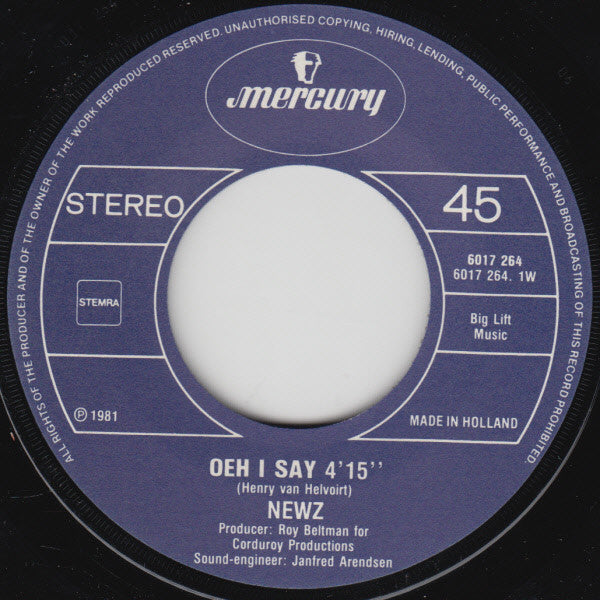 ALL RIGHTS OF THE PRODUCER AND OF THE OWNER OF THE WORK REPRODUCED RESERVED. UNAUTHORISED COPYING, HIRING, LENDING, PUBLIC PERFORMANCE AND BROADCASTING OF THIS RECORD PROHIBITED.
mercury
STEREO
45
6017 264
6017 264. 1W
STEMRA
Big Lift
Music
℗ 1981
MADE IN HOLLAND
OEH I SAY 4'15''
(Henry van Helvoirt)
NEWZ
Producer: Roy Beltman for
Corduroy Productions
Sound-engineer: Janfred Arendsen